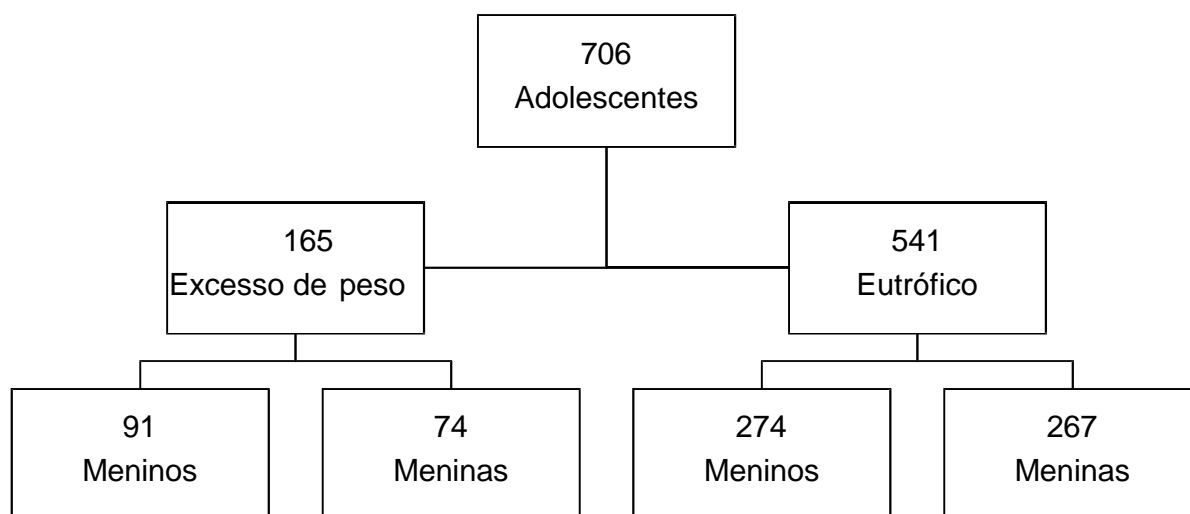 706
Adolescentes
165
Excesso de peso
541
Eutrófico
91
Meninos
74
Meninas
274
Meninos
267
Meninas